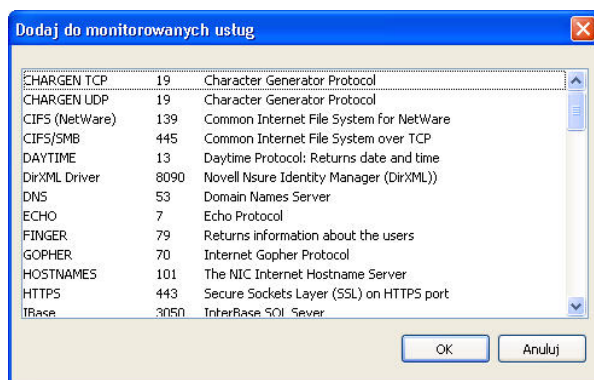 Dodaj do monitorowanych usług
CHARGEN TCP 19 Character Generator Protocol
CHARGEN UDP 19 Character Generator Protocol
CIFS (NetWare) 139 Common Internet File System for NetWare
CIFS/SMB 445 Common Internet File System over TCP
DAYTIME 13 Daytime Protocol: Returns date and time
DirXML Driver 8090 Novell Nsure Identity Manager (DirXML))
DNS 53 Domain Names Server
ECHO 7 Echo Protocol
FINGER 79 Returns information about the users
GOPHER 70 Internet Gopher Protocol
HOSTNAMES 101 The NIC Internet Hostname Server
HTTPS 443 Secure Sockets Layer (SSL) on HTTPS port
IBase 3050 InterBase SQL Sever
OK Anuluj